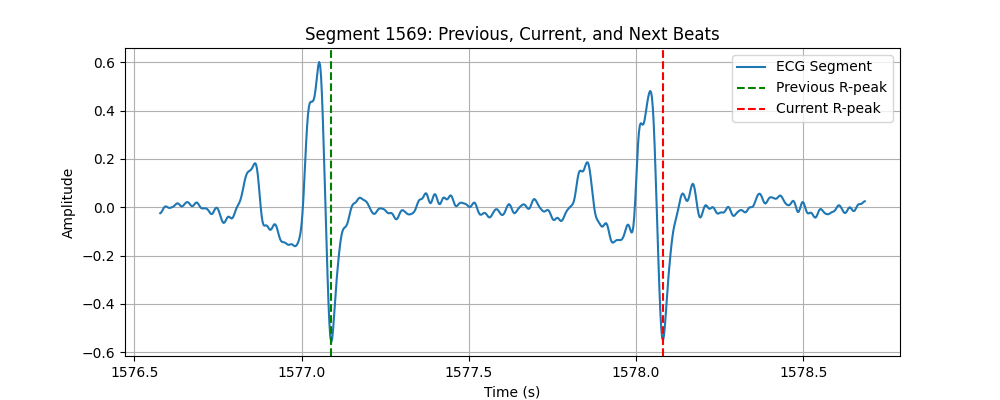 Segment 1569: Previous, Current, and Next Beats
ECG Segment
Previous R-peak
Current R-peak
0.6
0.4
0.2
0.0
−0.2
−0.4
−0.6
Amplitude
1576.5 1577.0 1577.5 1578.0 1578.5
Time (s)